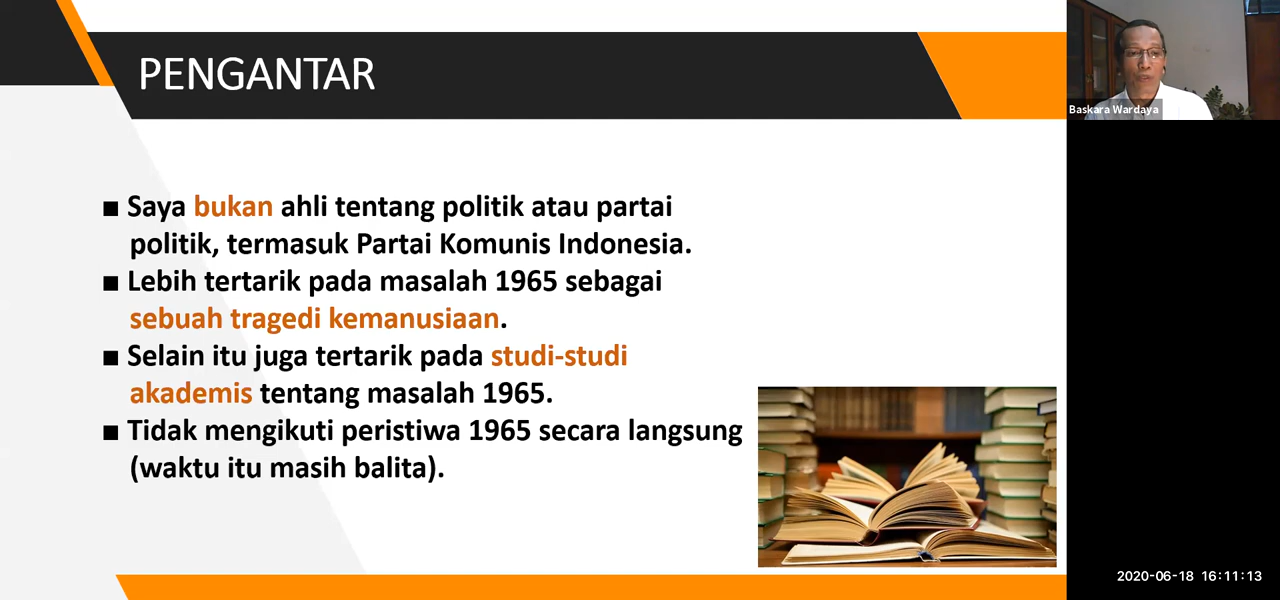 PENGANTAR
▪ Saya bukan ahli tentang politik atau partai
politik, termasuk Partai Komunis Indonesia.
▪ Lebih tertarik pada masalah 1965 sebagai
sebuah tragedi kemanusiaan.
▪ Selain itu juga tertarik pada studi-studi
akademis tentang masalah 1965.
▪ Tidak mengikuti peristiwa 1965 secara langsung
(waktu itu masih balita).
Baskara Wardaya
2020-06-18 16:11:13